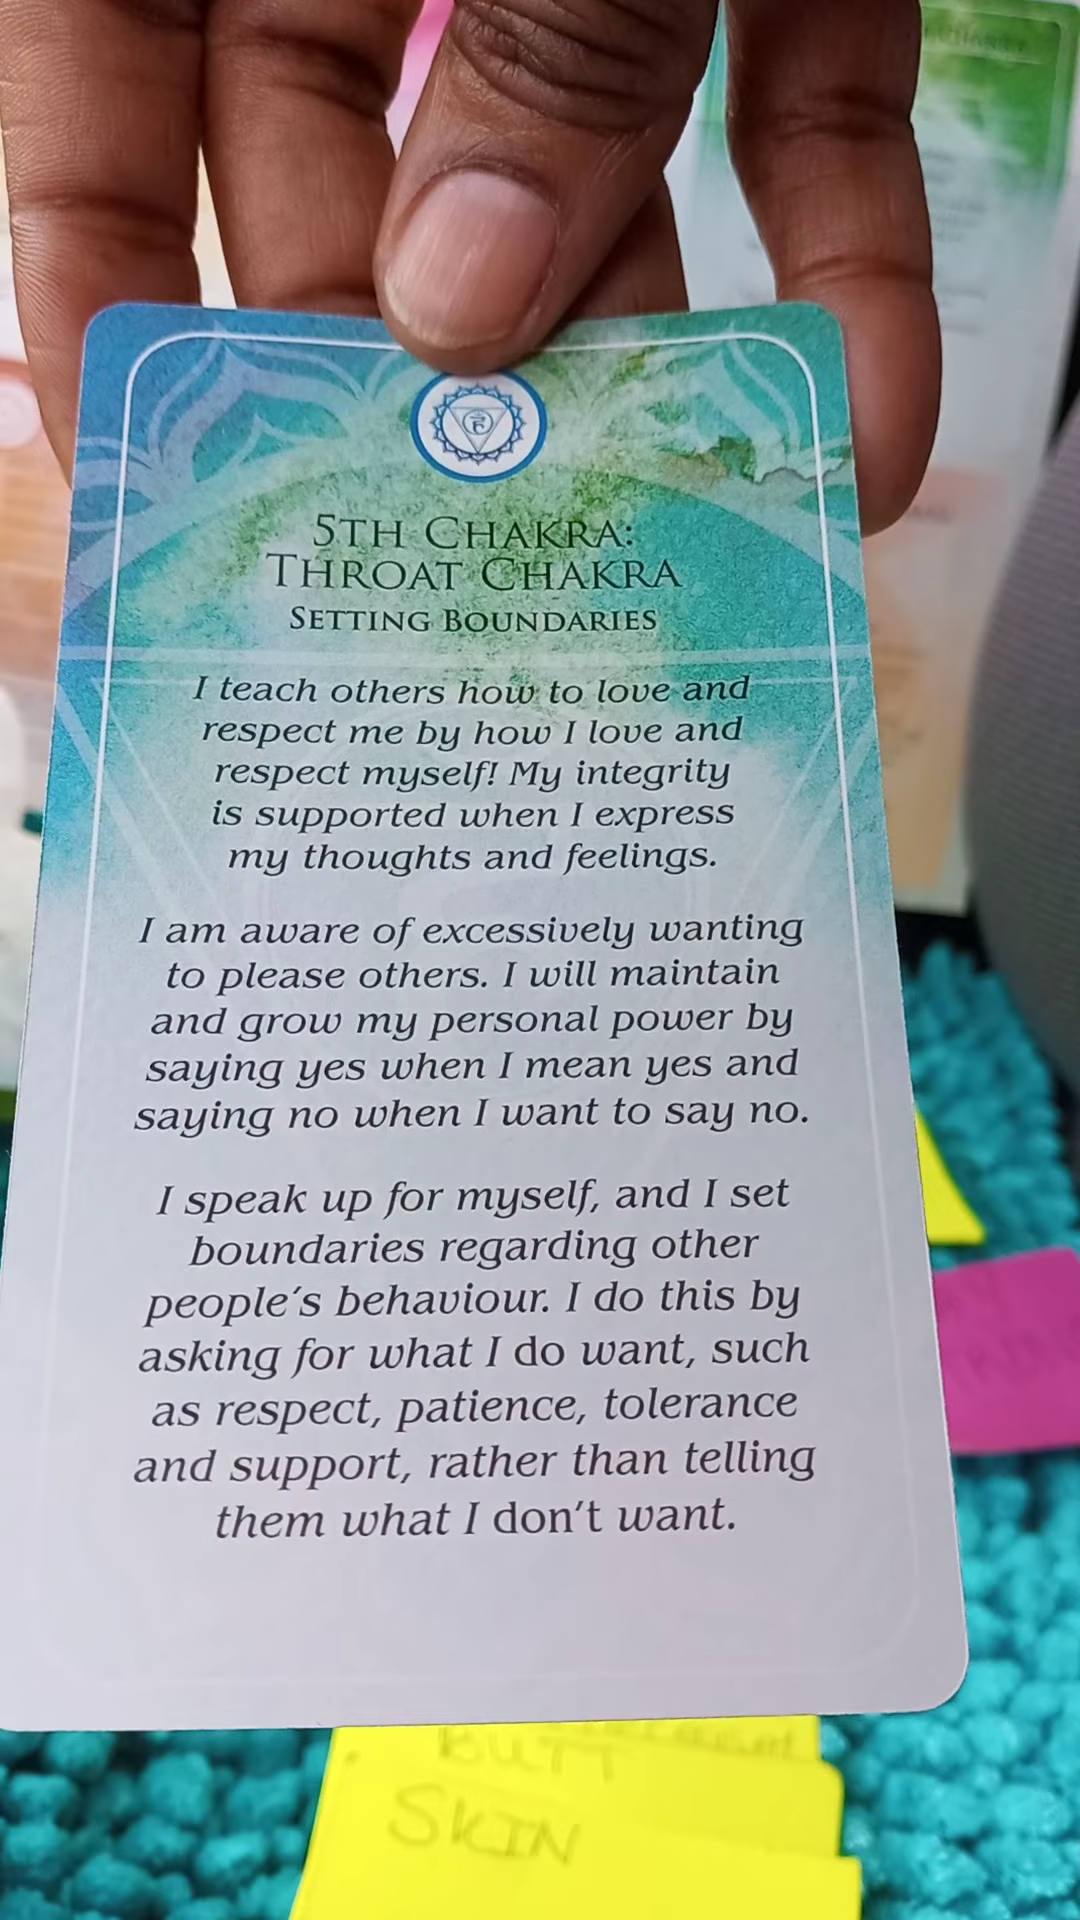 5TH CHAKRA:
THROAT CHAKRA
SETTING BOUNDARIES
I teach others how to love and
respect me by how I love and
respect myself! My integrity
is supported when I express
my thoughts and feelings.
I am aware of excessively wanting
to please others. I will maintain
and grow my personal power by
saying yes when I mean yes and
saying no when I want to say no.
I speak up for myself, and I set
boundaries regarding other
people's behaviour. I do this by
asking for what I do want, such
as respect, patience, tolerance
and support, rather than telling
them what I don't want.
BUTT
SKIN